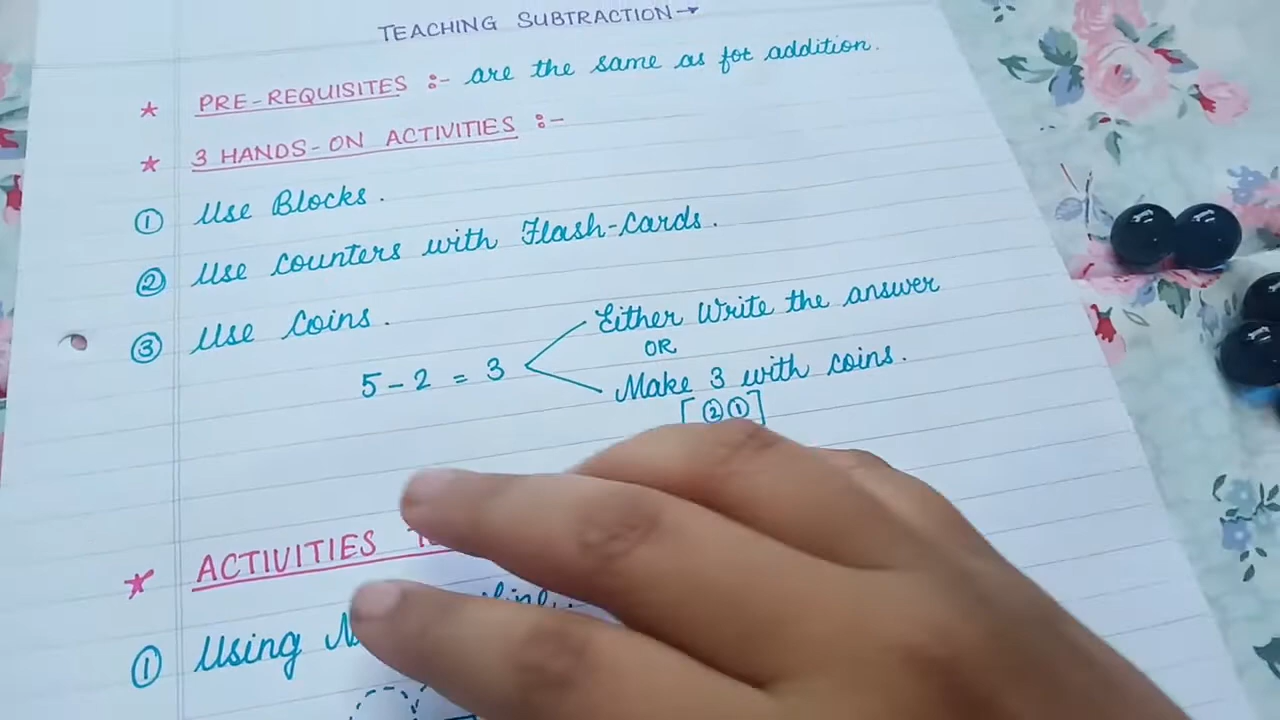 TEACHING SUBTRACTION→
★ PRE-REQUISITES :- are the same as for addition.
★ 3 HANDS-ON ACTIVITIES :-
① Use Blocks.
② Use counters with Flash-Cards.
③ Use Coins.
5 - 2 = 3
Either Write the answer
OR
Make 3 with coins.
[②①]
★ ACTIVITIES
① Using